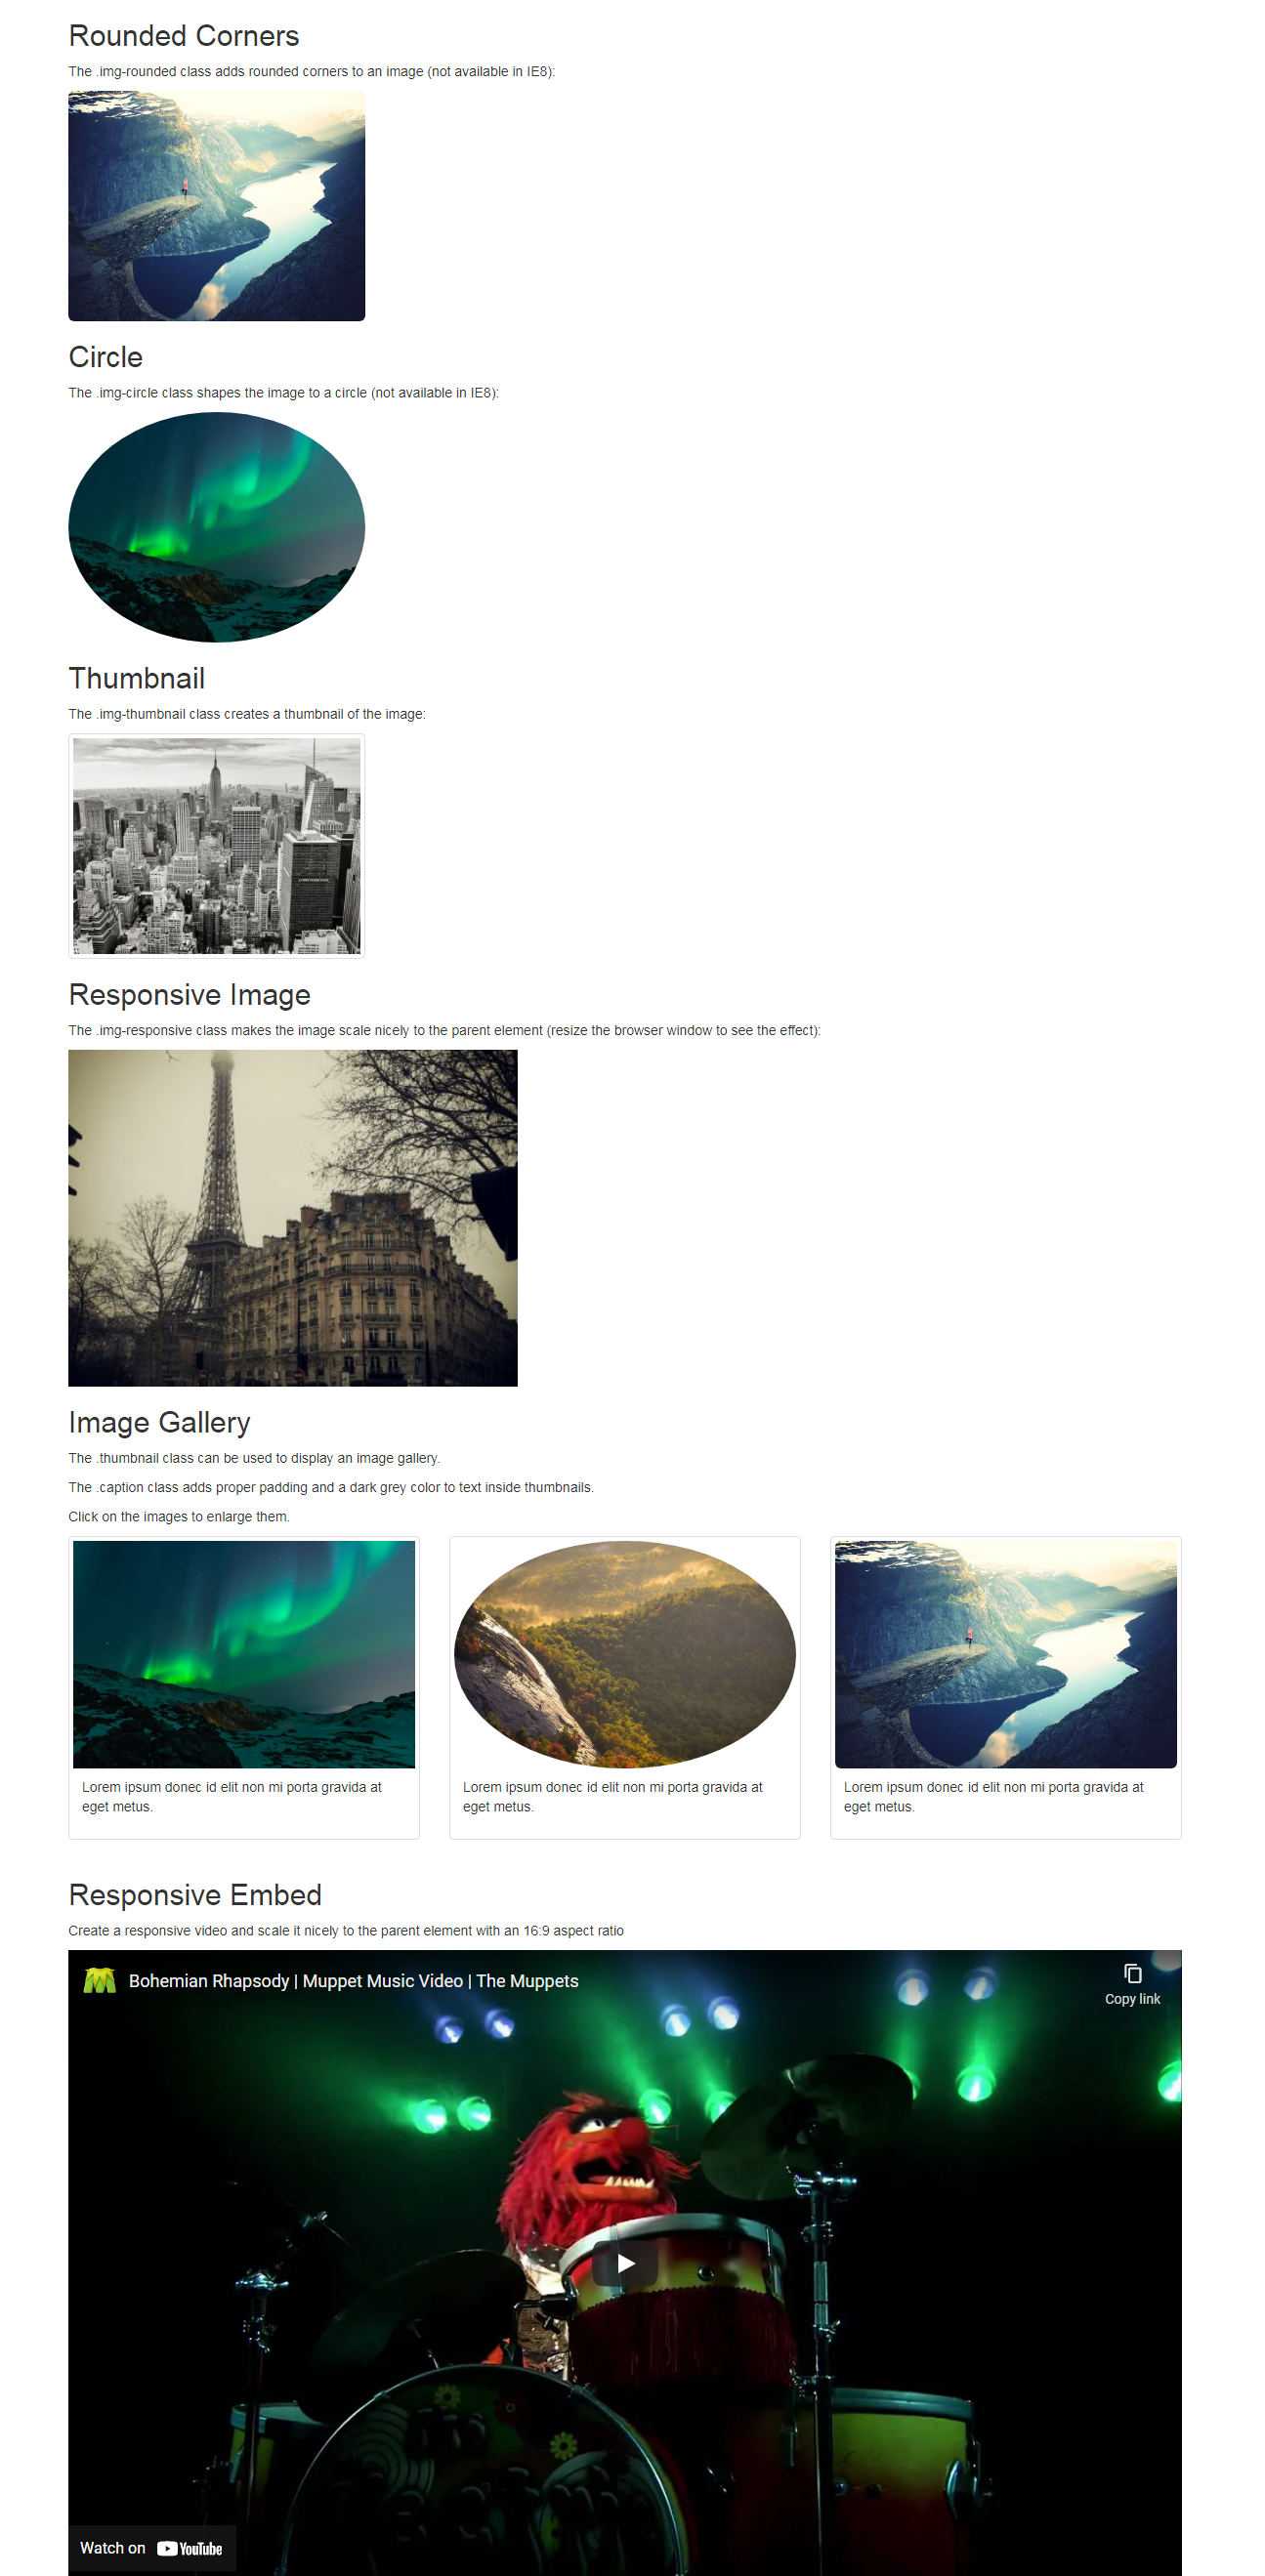 Rounded Corners
The .img-rounded class adds rounded corners to an image (not available in IE8):
Circle
The .img-circle class shapes the image to a circle (not available in IE8):
Thumbnail
The .img-thumbnail class creates a thumbnail of the image:
Responsive Image
The .img-responsive class makes the image scale nicely to the parent element (resize the browser window to see the effect):
Image Gallery
The .thumbnail class can be used to display an image gallery.
The .caption class adds proper padding and a dark grey color to text inside thumbnails.
Click on the images to enlarge them.
Lorem ipsum donec id elit non mi porta gravida at
eget metus.
Lorem ipsum donec id elit non mi porta gravida at
eget metus.
Lorem ipsum donec id elit non mi porta gravida at
eget metus.
Responsive Embed
Create a responsive video and scale it nicely to the parent element with an 16:9 aspect ratio
Bohemian Rhapsody | Muppet Music Video | The Muppets
Copy link
Watch on YouTube